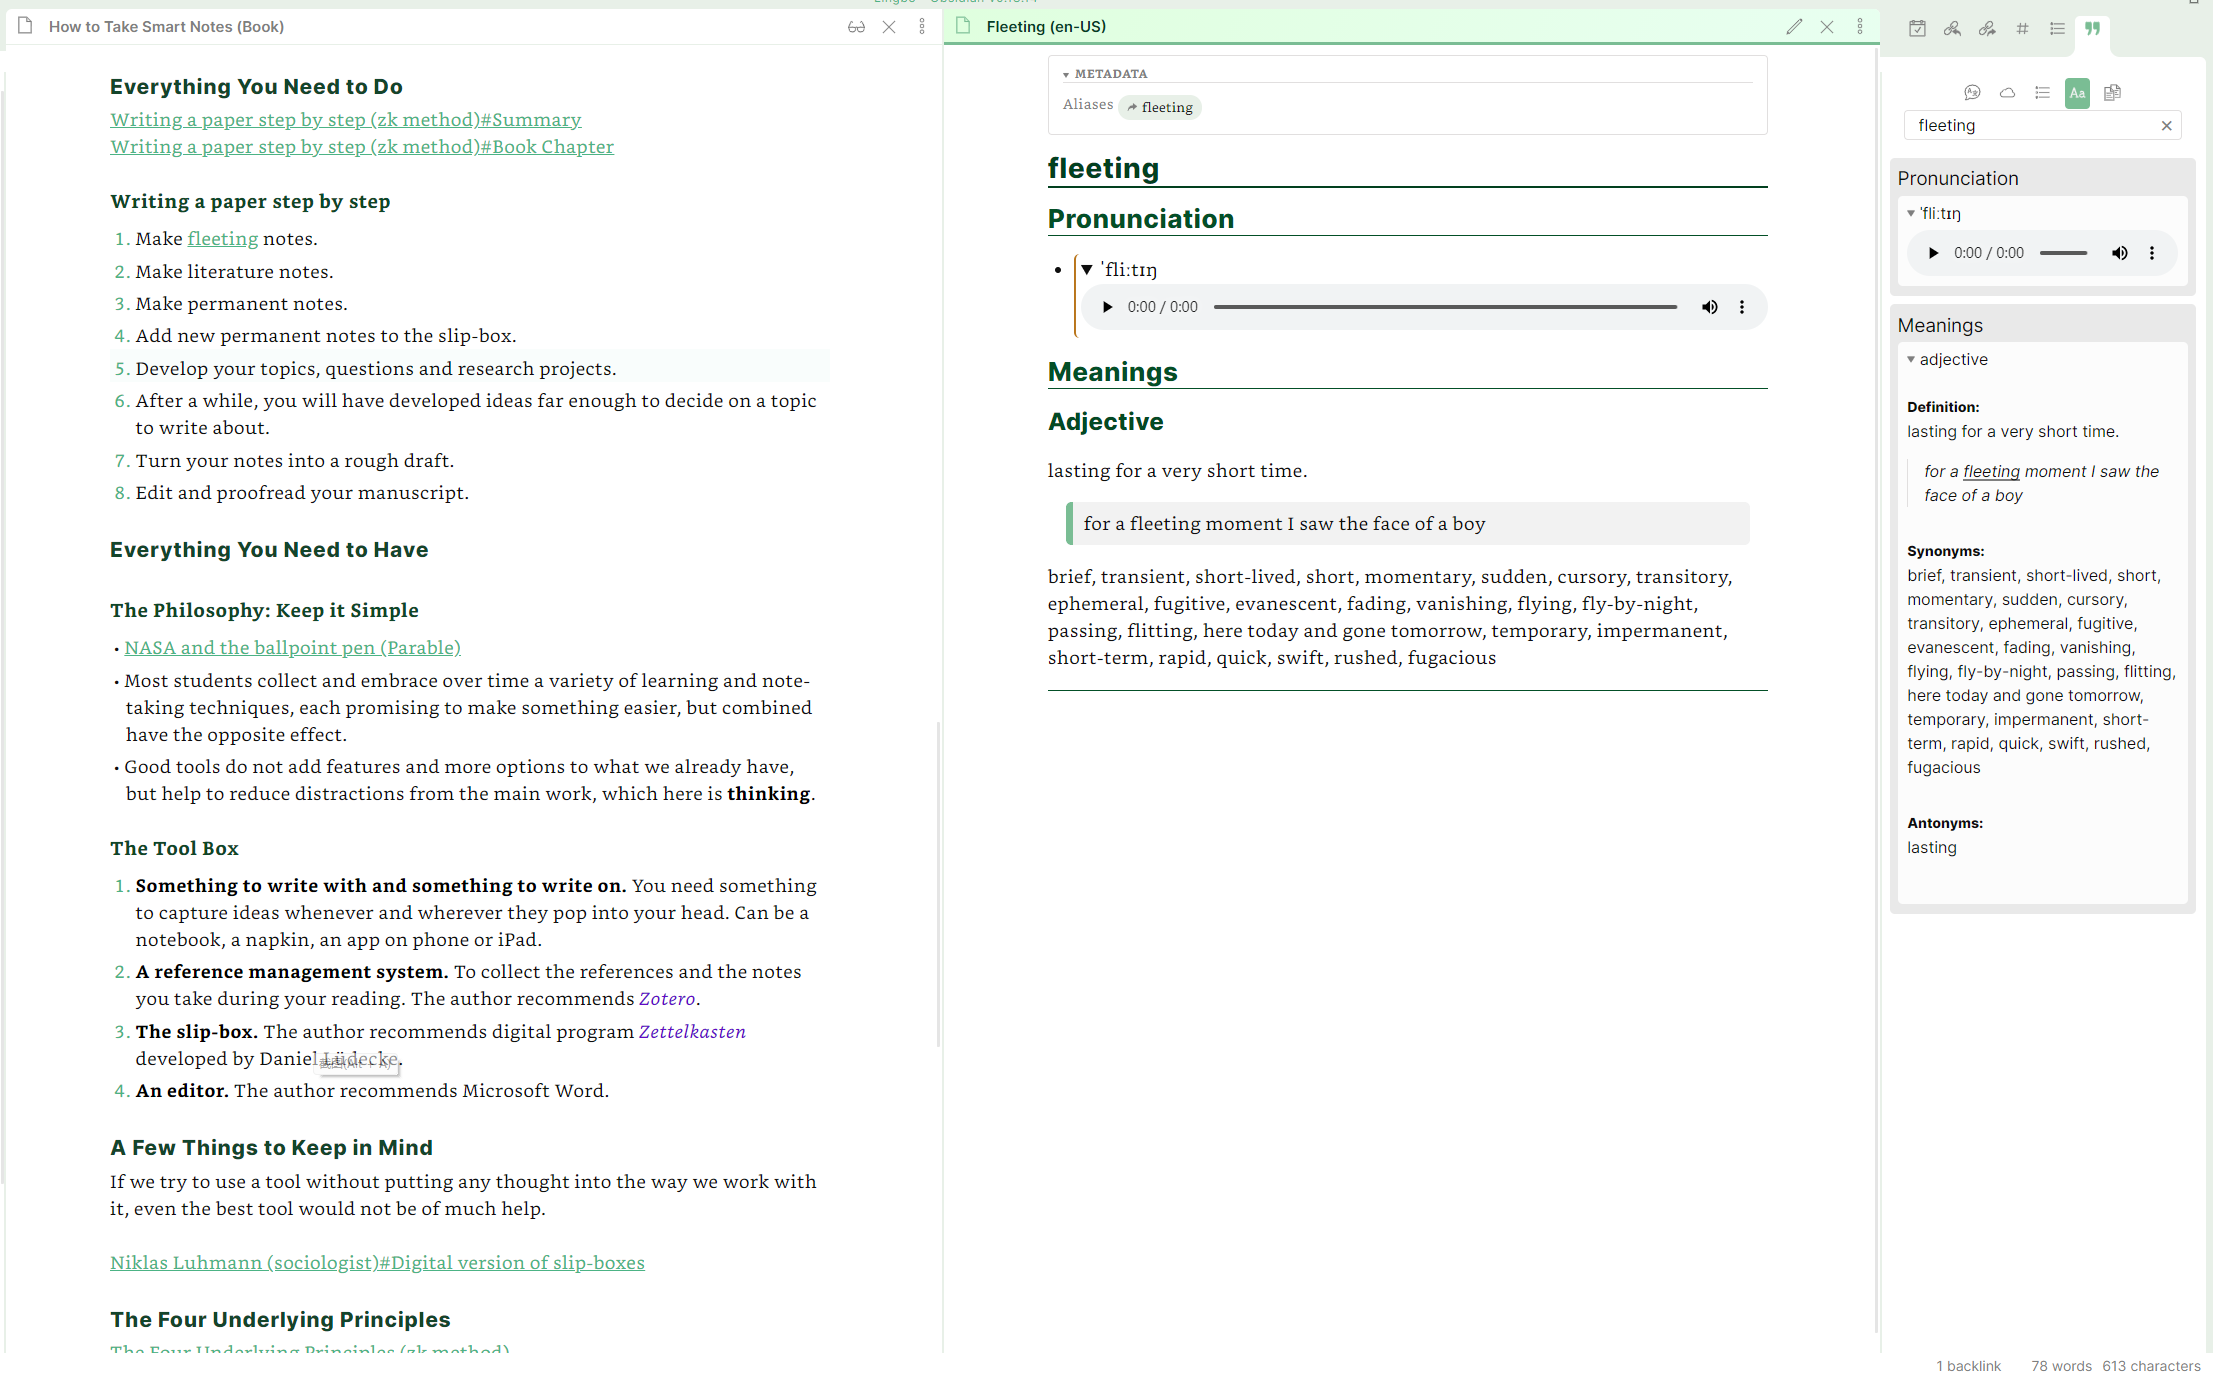 How to Take Smart Notes (Book)
Everything You Need to Do
Writing a paper step by step (zk method)#Summary
Writing a paper step by step (zk method)#Book Chapter
Writing a paper step by step
1. Make fleeting notes.
2. Make literature notes.
3. Make permanent notes.
4. Add new permanent notes to the slip-box.
5. Develop your topics, questions and research projects.
6. After a while, you will have developed ideas far enough to decide on a topic
to write about.
7. Turn your notes into a rough draft.
8. Edit and proofread your manuscript.
Everything You Need to Have
The Philosophy: Keep it Simple
• NASA and the ballpoint pen (Parable)
• Most students collect and embrace over time a variety of learning and note-
taking techniques, each promising to make something easier, but combined
have the opposite effect.
• Good tools do not add features and more options to what we already have,
but help to reduce distractions from the main work, which here is thinking.
The Tool Box
1. Something to write with and something to write on. You need something
to capture ideas whenever and wherever they pop into your head. Can be a
notebook, a napkin, an app on phone or iPad.
2. A reference management system. To collect the references and the notes
you take during your reading. The author recommends Zotero.
3. The slip-box. The author recommends digital program Zettelkasten
developed by Daniel Lüdecke.
4. An editor. The author recommends Microsoft Word.
A Few Things to Keep in Mind
If we try to use a tool without putting any thought into the way we work with
it, even the best tool would not be of much help.
Niklas Luhmann (sociologist)#Digital version of slip-boxes
The Four Underlying Principles
The Four Underlying Principles (zk method)
Fleeting (en-US)
METADATA
Aliases fleeting
fleeting
Pronunciation
• ˈfliːtɪŋ
0:00 / 0:00
Meanings
Adjective
lasting for a very short time.
for a fleeting moment I saw the face of a boy
brief, transient, short-lived, short, momentary, sudden, cursory, transitory,
ephemeral, fugitive, evanescent, fading, vanishing, flying, fly-by-night,
passing, flitting, here today and gone tomorrow, temporary, impermanent,
short-term, rapid, quick, swift, rushed, fugacious
Aa
fleeting
Pronunciation
ˈfliːtɪŋ
0:00 / 0:00
Meanings
adjective
Definition:
lasting for a very short time.
for a fleeting moment I saw the
face of a boy
Synonyms:
brief, transient, short-lived, short,
momentary, sudden, cursory,
transitory, ephemeral, fugitive,
evanescent, fading, vanishing,
flying, fly-by-night, passing, flitting,
here today and gone tomorrow,
temporary, impermanent, short-
term, rapid, quick, swift, rushed,
fugacious
Antonyms:
lasting
1 backlink 78 words 613 characters